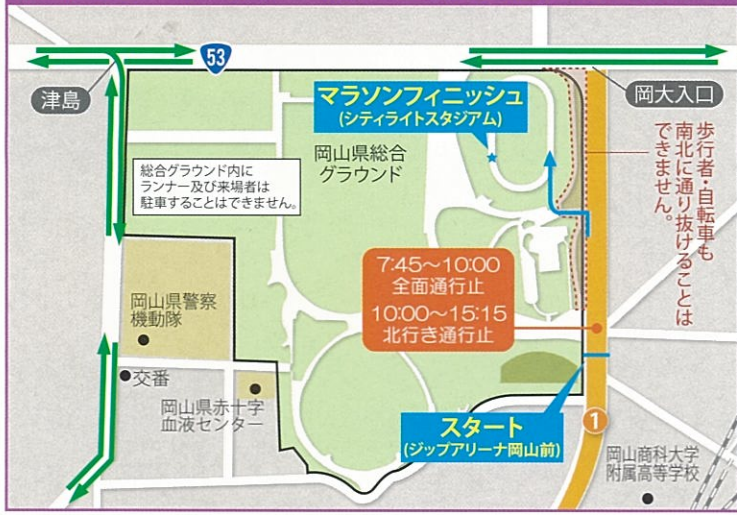 53
津島
岡大入口
マラソンフィニッシュ
(シティライトスタジアム)
岡山県総合
グラウンド
総合グラウンド内に
ランナー及び来場者は
駐車することはできません。
歩行者・自転車も
南北に通り抜けることは
できません。
7:45～10:00
全面通行止
10:00～15:15
北行き通行止
岡山県警察
機動隊
交番
岡山県赤十字
血液センター
スタート
(ジップアリーナ岡山前)
1
岡山商科大学
附属高等学校